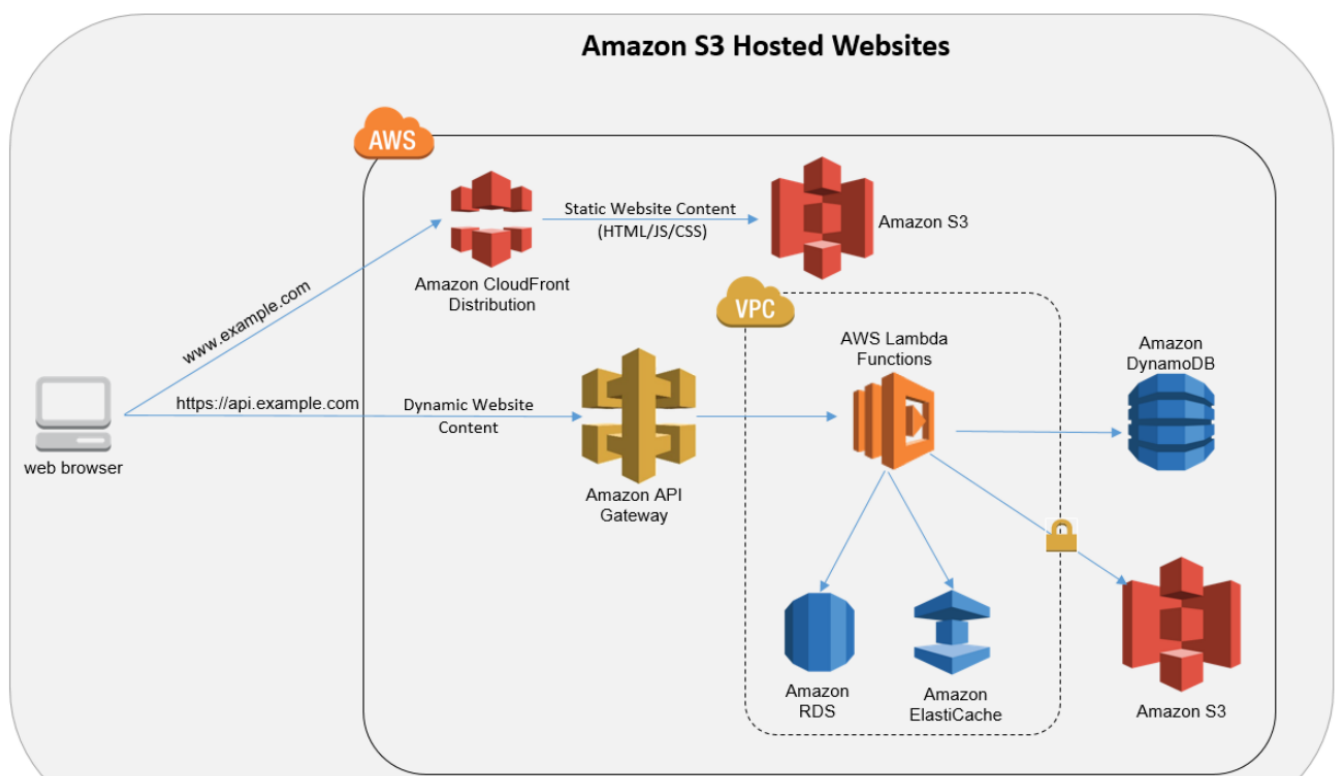 Amazon S3 Hosted Websites
AWS
Static Website Content
(HTML/JS/CSS)
Amazon S3
Amazon CloudFront
Distribution
www.example.com
VPC
AWS Lambda
Functions
Amazon
DynamoDB
https://api.example.com
Dynamic Website
Content
web browser
Amazon API
Gateway
Amazon
RDS
Amazon
ElastiCache
Amazon S3